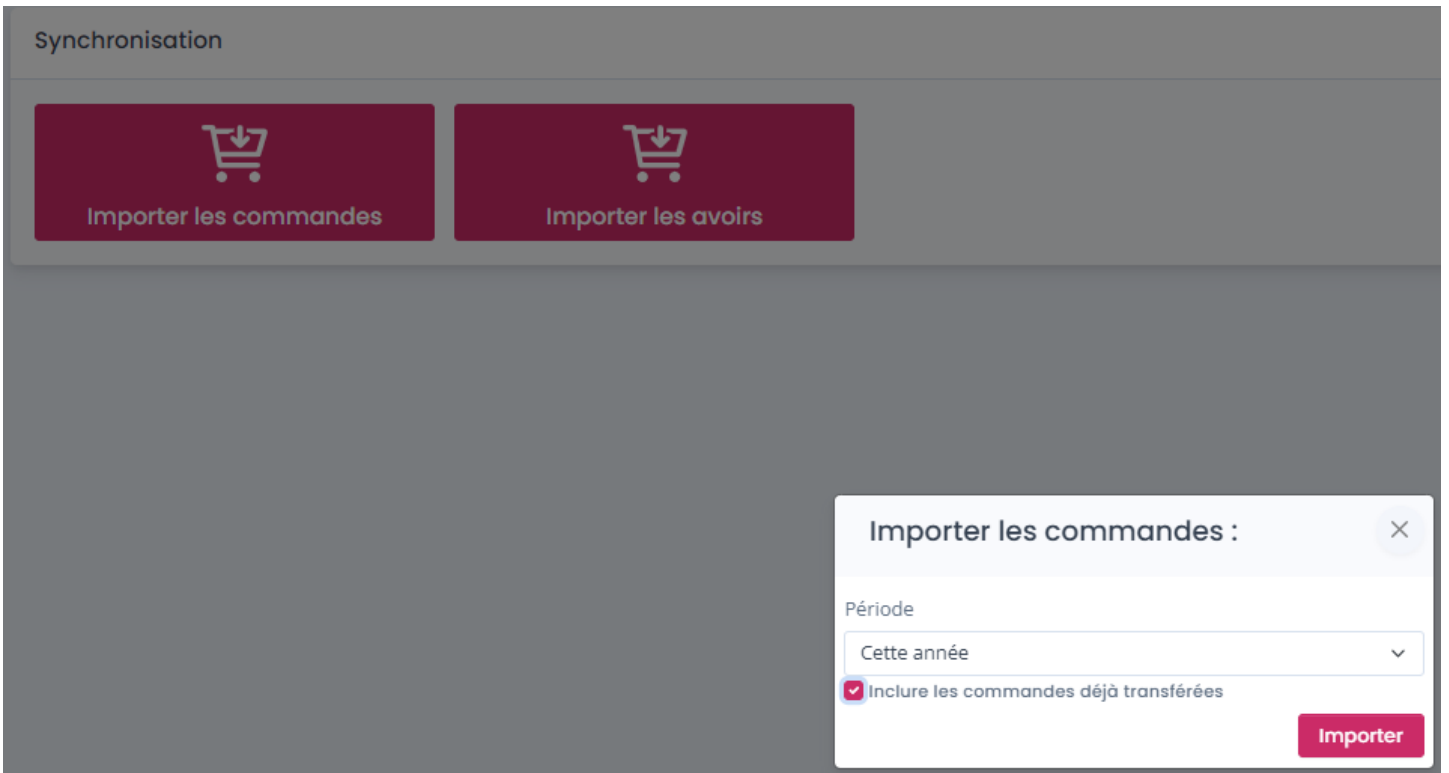 Synchronisation
Importer les commandes
Importer les avoirs
Importer les commandes :
Période
Cette année
Inclure les commandes déjà transférées
Importer